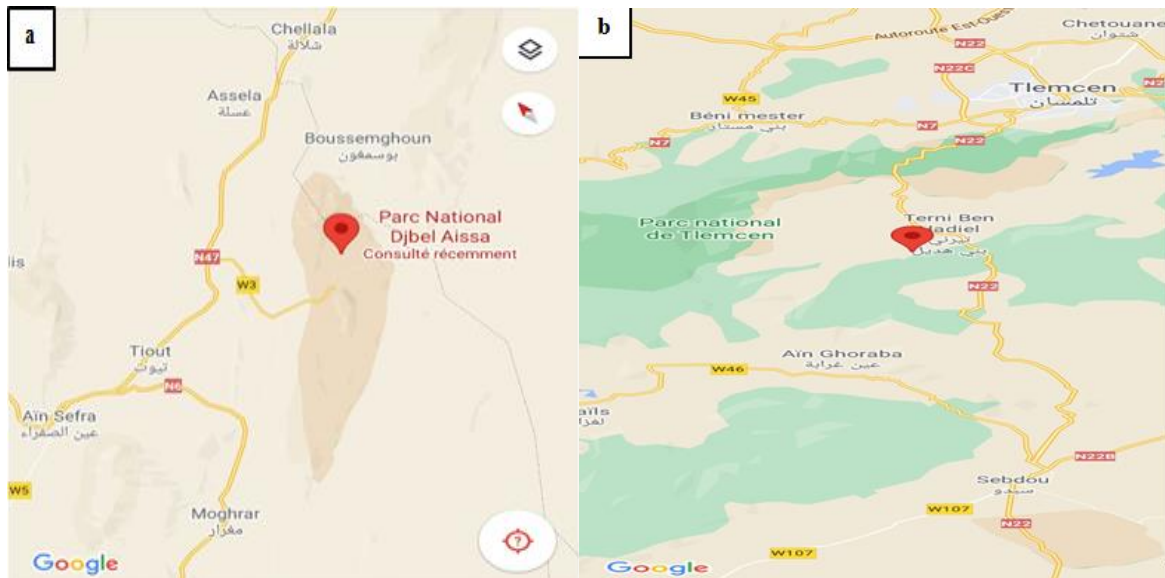 a
Chellala
شلالة
Assela
عسلة
Boussemghoun
بوسمغون
Parc National
Djbel Aissa
Consulté récemment
N47
W3
Tiout
تيوت
N6
Aïn Sefra
عين الصفراء
W5
Moghrar
مغرار
Google
b
Autoroute Est-Ouest
N22
Chetouane
شتوان
N22C
Tlemcen
تلمسان
W45
Béni mester
بني مستار
N7
N7
N22
Parc national
de Tlemcen
Terni Ben
تيرني
بني هديل
N22
Aïn Ghoraba
عين غرابة
W46
N22B
Sebdou
سبدو
W107
N22
W107
Google